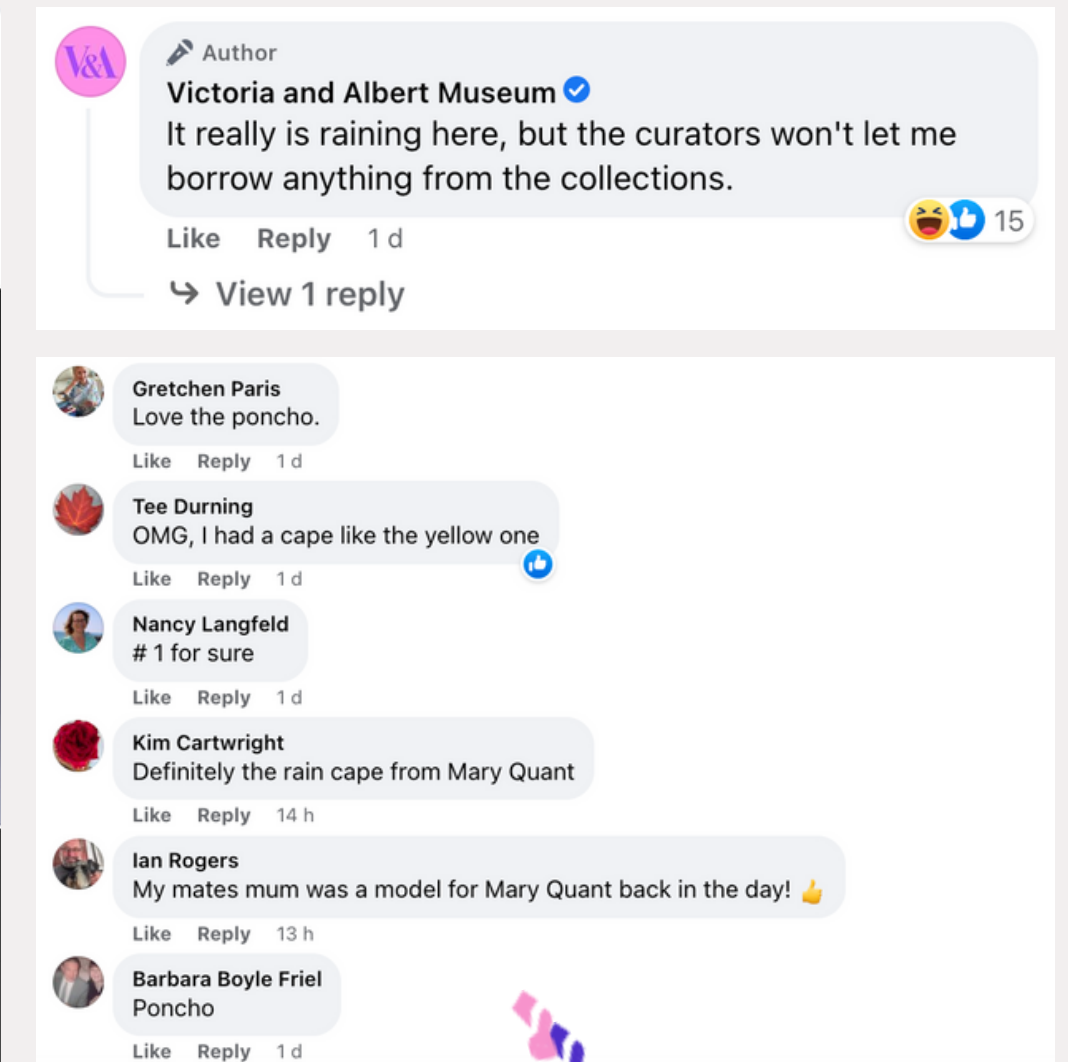 V&A
Author
Victoria and Albert Museum
It really is raining here, but the curators won't let me
borrow anything from the collections.
15
Like Reply 1 d
View 1 reply
Gretchen Paris
Love the poncho.
Like Reply 1 d
Tee Durning
OMG, I had a cape like the yellow one
Like Reply 1 d
Nancy Langfeld
# 1 for sure
Like Reply 1 d
Kim Cartwright
Definitely the rain cape from Mary Quant
Like Reply 14 h
Ian Rogers
My mates mum was a model for Mary Quant back in the day! 👍
Like Reply 13 h
Barbara Boyle Friel
Poncho
Like Reply 1 d